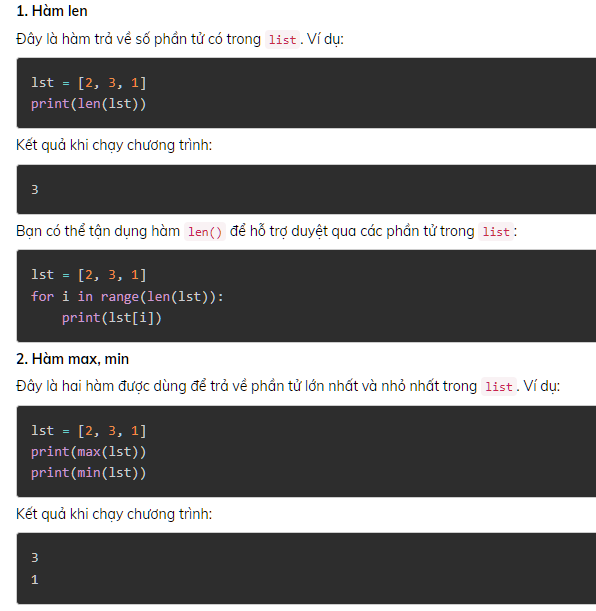 1. Hàm len
Đây là hàm trả về số phần tử có trong list. Ví dụ:
lst = [2, 3, 1]
print(len(lst))
Kết quả khi chạy chương trình:
3
Bạn có thể tận dụng hàm len() để hỗ trợ duyệt qua các phần tử trong list:
lst = [2, 3, 1]
for i in range(len(lst)):
    print(lst[i])
2. Hàm max, min
Đây là hai hàm được dùng để trả về phần tử lớn nhất và nhỏ nhất trong list. Ví dụ:
lst = [2, 3, 1]
print(max(lst))
print(min(lst))
Kết quả khi chạy chương trình:
3
1